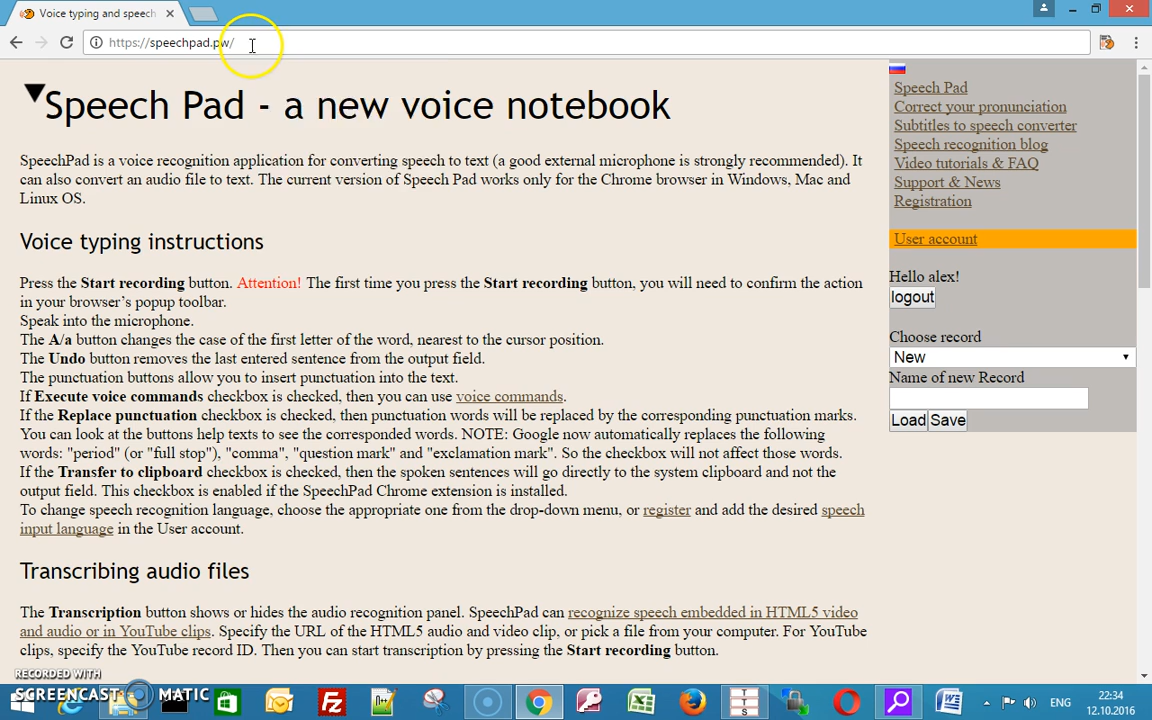 Voice typing and speech
https://speechpad.pw/
Speech Pad - a new voice notebook
SpeechPad is a voice recognition application for converting speech to text (a good external microphone is strongly recommended). It
can also convert an audio file to text. The current version of Speech Pad works only for the Chrome browser in Windows, Mac and
Linux OS.
Voice typing instructions
Press the Start recording button. Attention! The first time you press the Start recording button, you will need to confirm the action
in your browser’s popup toolbar.
Speak into the microphone.
The A/a button changes the case of the first letter of the word, nearest to the cursor position.
The Undo button removes the last entered sentence from the output field.
The punctuation buttons allow you to insert punctuation into the text.
If Execute voice commands checkbox is checked, then you can use voice commands.
If the Replace punctuation checkbox is checked, then punctuation words will be replaced by the corresponding punctuation marks.
You can look at the buttons help texts to see the corresponded words. NOTE: Google now automatically replaces the following
words: "period" (or "full stop"), "comma", "question mark" and "exclamation mark". So the checkbox will not affect those words.
If the Transfer to clipboard checkbox is checked, then the spoken sentences will go directly to the system clipboard and not the
output field. This checkbox is enabled if the SpeechPad Chrome extension is installed.
To change speech recognition language, choose the appropriate one from the drop-down menu, or register and add the desired speech
input language in the User account.
Transcribing audio files
The Transcription button shows or hides the audio recognition panel. SpeechPad can recognize speech embedded in HTML5 video
and audio or in YouTube clips. Specify the URL of the HTML5 audio and video clip, or pick a file from your computer. For YouTube
clips, specify the YouTube record ID. Then you can start transcription by pressing the Start recording button.
Speech Pad
Correct your pronunciation
Subtitles to speech converter
Speech recognition blog
Video tutorials & FAQ
Support & News
Registration
User account
Hello alex!
logout
Choose record
New
Name of new Record
Load Save
RECORDED WITH
SCREENCAST MATIC
ENG
22:34
12.10.2016